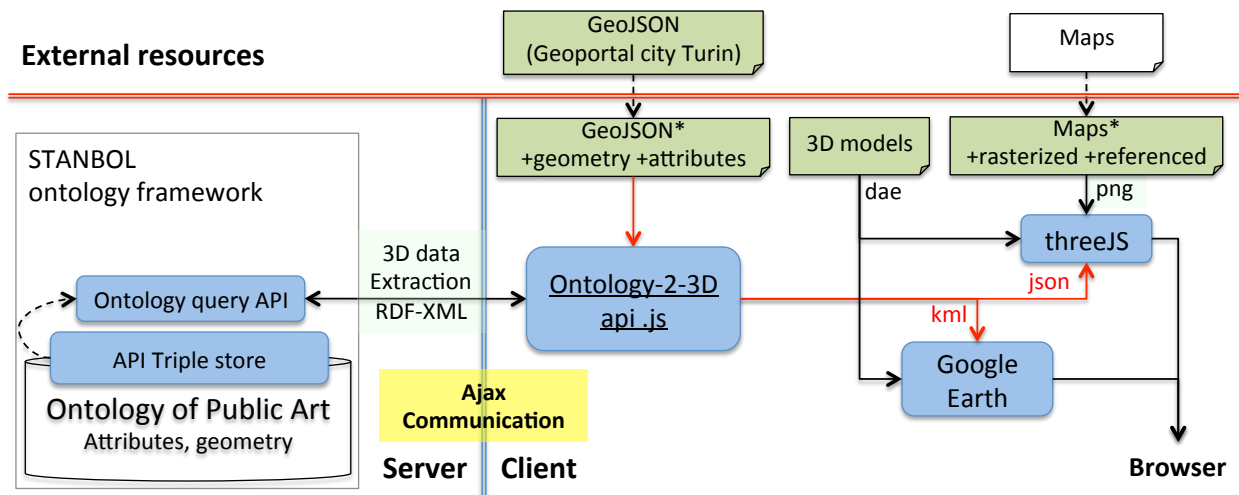 External resources
GeoJSON
(Geoportal city Turin)
Maps
STANBOL
ontology framework
GeoJSON*
+geometry +attributes
3D models
Maps*
+rasterized +referenced
dae
png
3D data
Extraction
RDF-XML
Ontology query API
Ontology-2-3D
api .js
threeJS
json
kml
API Triple store
Google
Earth
Ontology of Public Art
Attributes, geometry
Ajax
Communication
Server
Client
Browser